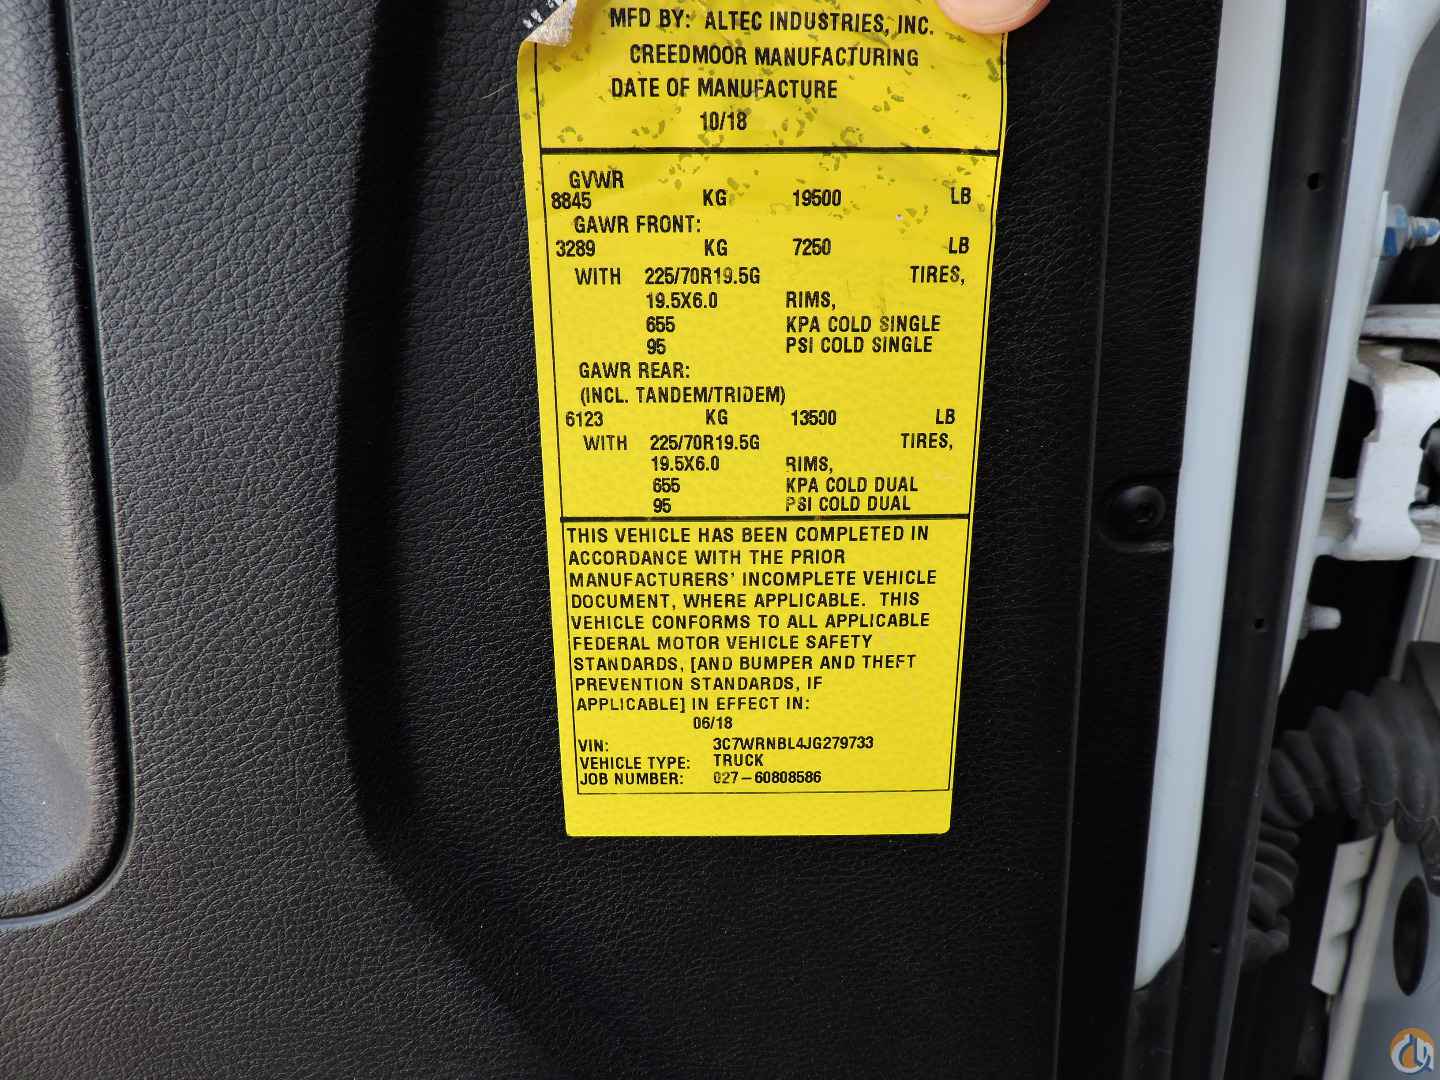 MFD BY: ALTEC INDUSTRIES, INC.
CREEDMOOR MANUFACTURING
DATE OF MANUFACTURE
10/18
GVWR
8845 KG 19500 LB
GAWR FRONT:
3289 KG 7250 LB
WITH 225/70R19.5G TIRES,
19.5X6.0 RIMS,
655 KPA COLD SINGLE
95 PSI COLD SINGLE
GAWR REAR:
(INCL. TANDEM/TRIDEM)
6123 KG 13500 LB
WITH 225/70R19.5G TIRES,
19.5X6.0 RIMS,
655 KPA COLD DUAL
95 PSI COLD DUAL
THIS VEHICLE HAS BEEN COMPLETED IN
ACCORDANCE WITH THE PRIOR
MANUFACTURERS' INCOMPLETE VEHICLE
DOCUMENT, WHERE APPLICABLE. THIS
VEHICLE CONFORMS TO ALL APPLICABLE
FEDERAL MOTOR VEHICLE SAFETY
STANDARDS, [AND BUMPER AND THEFT
PREVENTION STANDARDS, IF
APPLICABLE] IN EFFECT IN:
06/18
VIN: 3C7WRNBL4JG279733
VEHICLE TYPE: TRUCK
JOB NUMBER: 027-60808586